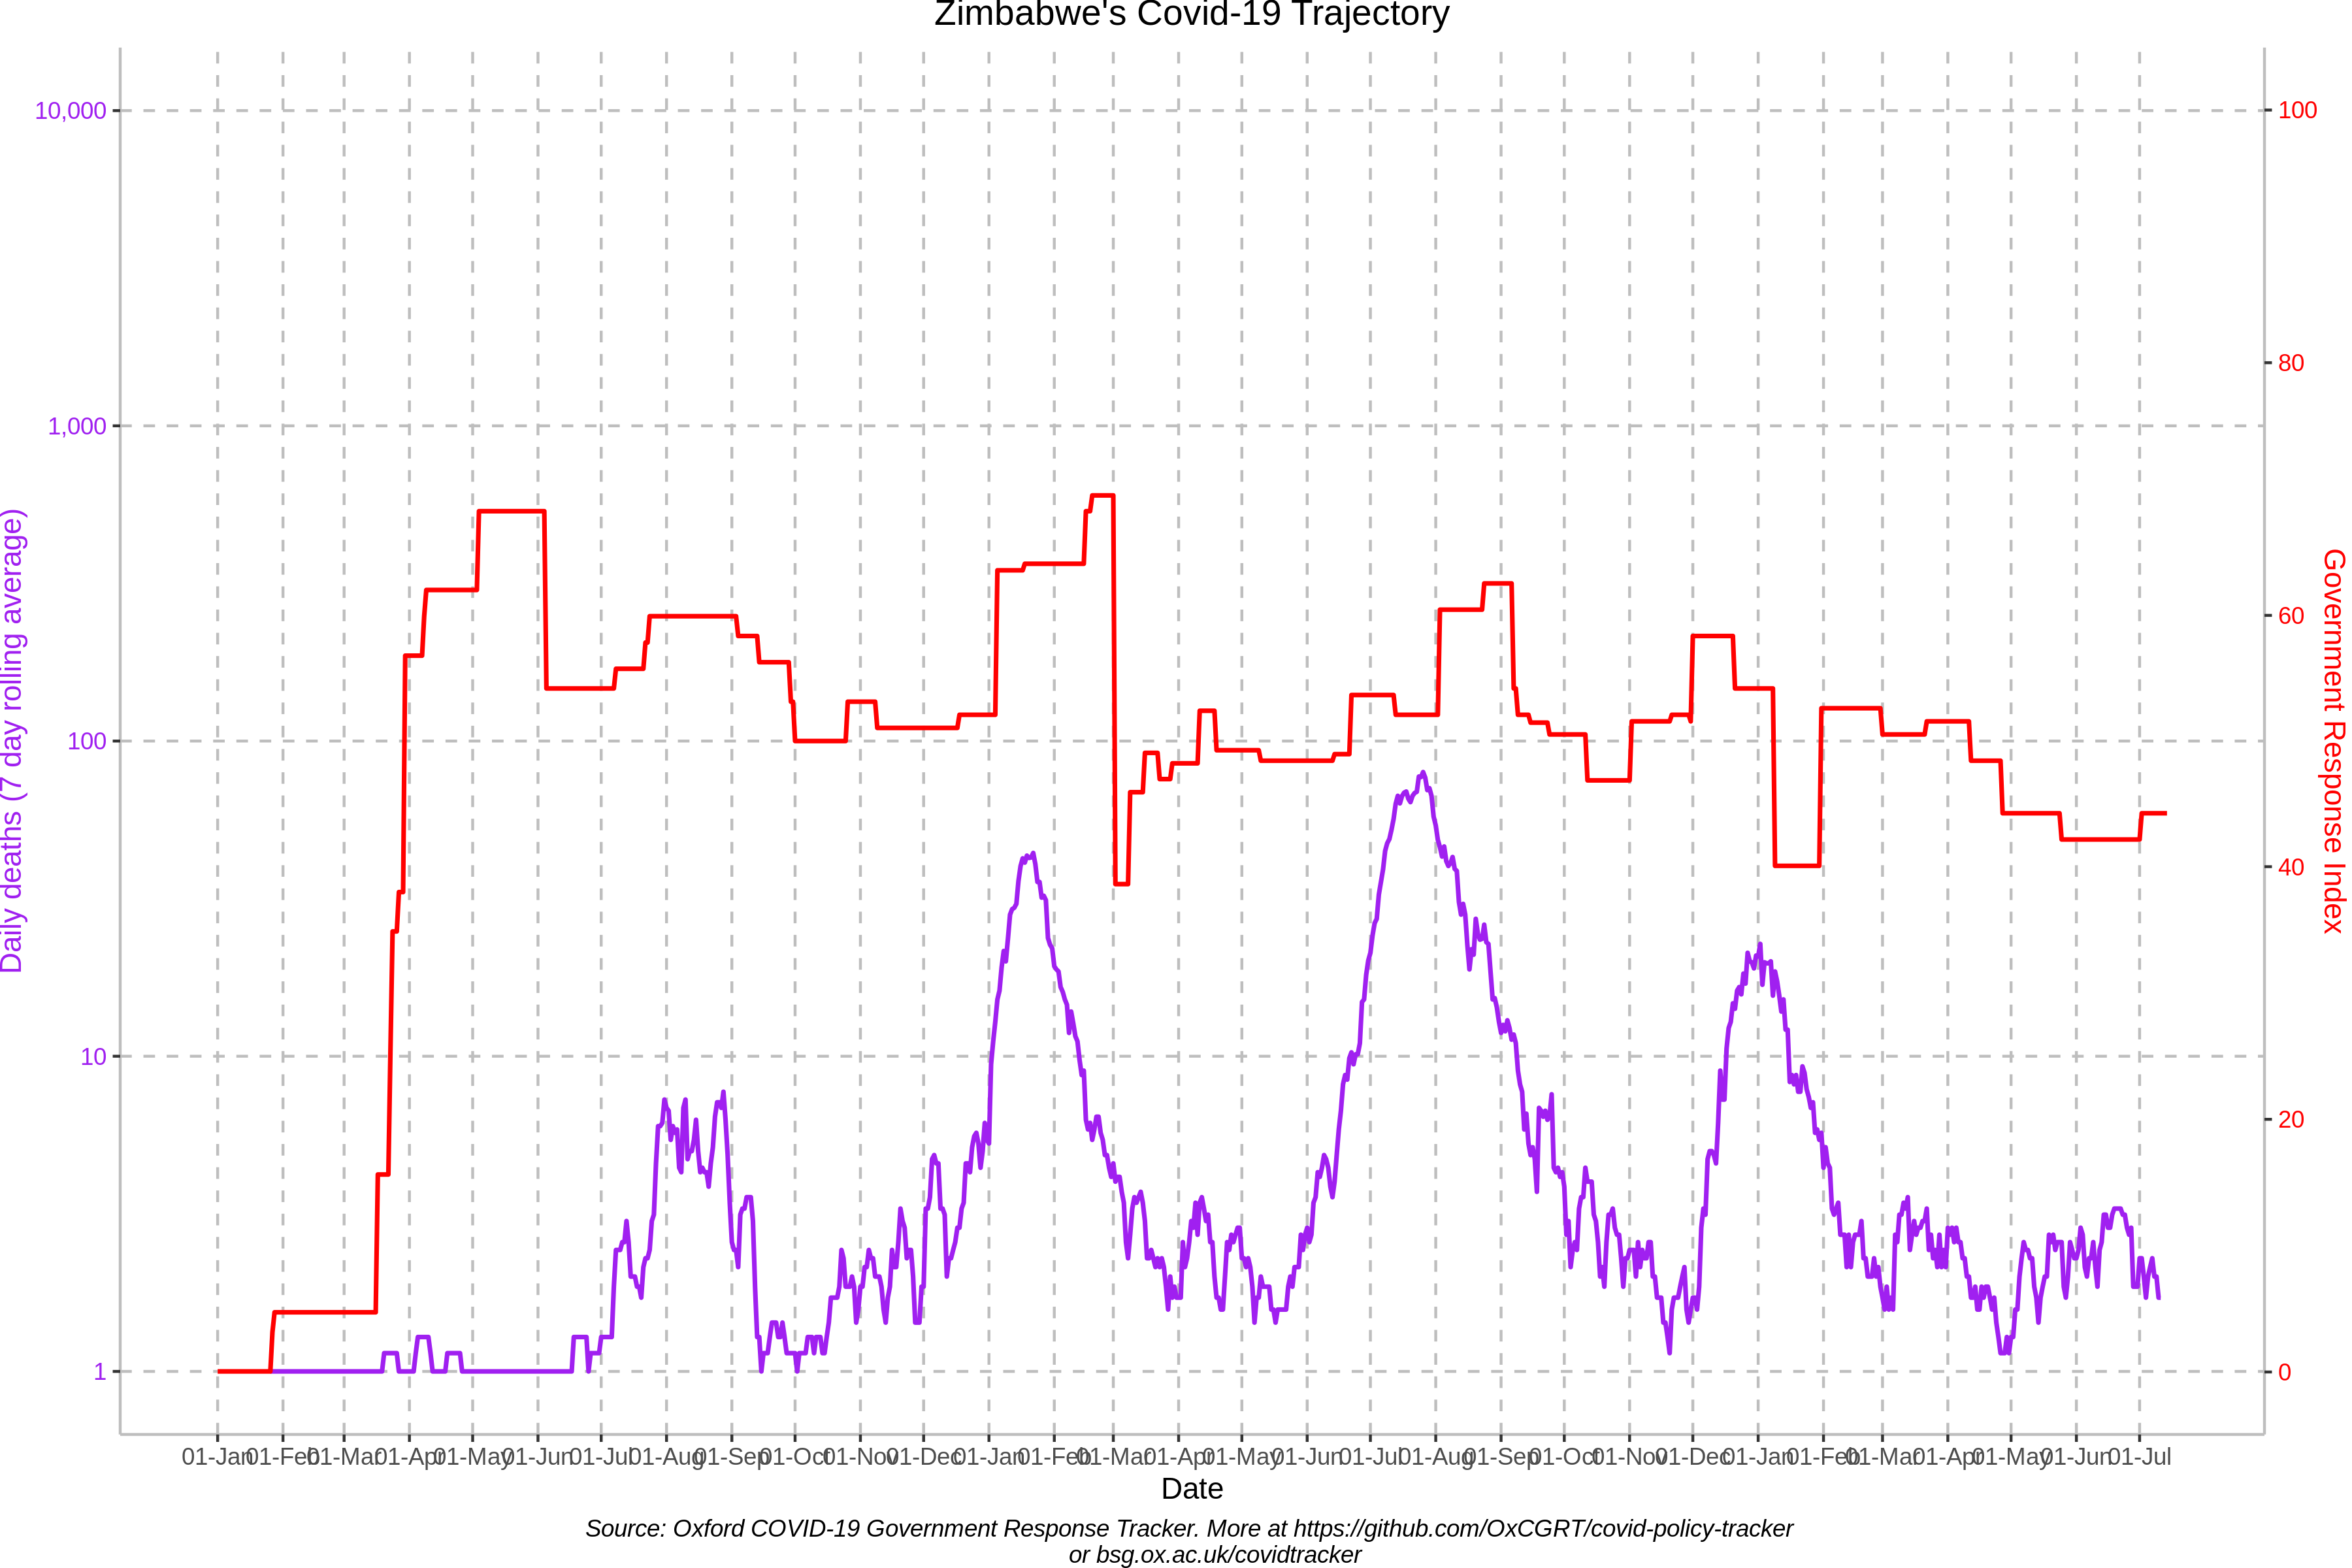 Zimbabwe's Covid-19 Trajectory
10,000
1,000
100
10
1
Daily deaths (7 day rolling average)
100
80
60
40
20
0
Government Response Index
01-Jan 01-Feb 01-Mar 01-Apr 01-May 01-Jun 01-Jul 01-Aug 01-Sep 01-Oct 01-Nov 01-Dec 01-Jan 01-Feb 01-Mar 01-Apr 01-May 01-Jun 01-Jul 01-Aug 01-Sep 01-Oct 01-Nov 01-Dec 01-Jan 01-Feb 01-Mar 01-Apr 01-May 01-Jun 01-Jul
Date
Source: Oxford COVID-19 Government Response Tracker. More at https://github.com/OxCGRT/covid-policy-tracker
or bsg.ox.ac.uk/covidtracker